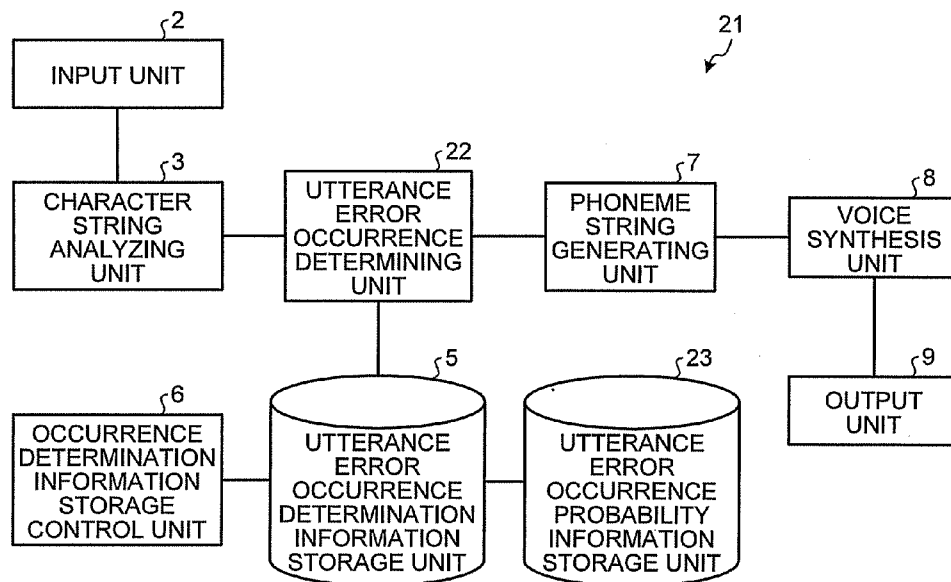 2
INPUT UNIT
21
3
CHARACTER
STRING
ANALYZING
UNIT
22
UTTERANCE
ERROR
OCCURRENCE
DETERMINING
UNIT
7
PHONEME
STRING
GENERATING
UNIT
8
VOICE
SYNTHESIS
UNIT
6
OCCURRENCE
DETERMINATION
INFORMATION
STORAGE
CONTROL UNIT
5
UTTERANCE
ERROR
OCCURRENCE
DETERMINATION
INFORMATION
STORAGE UNIT
23
UTTERANCE
ERROR
OCCURRENCE
PROBABILITY
INFORMATION
STORAGE UNIT
9
OUTPUT
UNIT